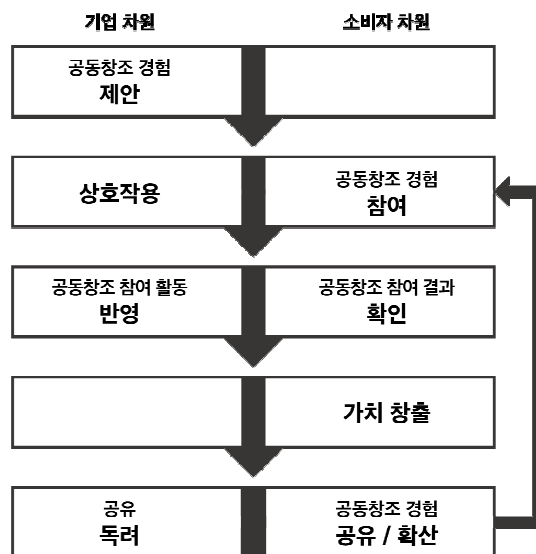 기업 차원
소비자 차원
공동창조 경험
제안
상호작용
공동창조 경험
참여
공동창조 참여 활동
반영
공동창조 참여 결과
확인
가치 창출
공유
독려
공동창조 경험
공유 / 확산